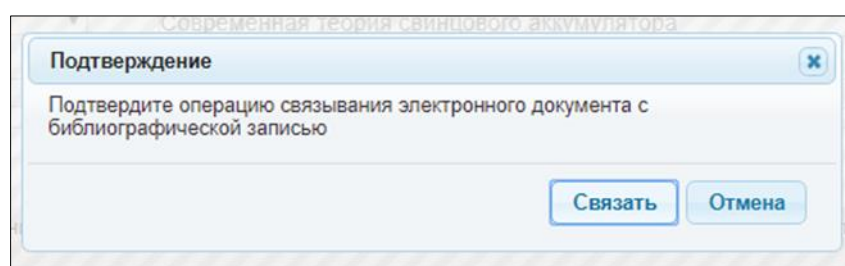 Современная теория свинцового аккумулятора
Подтверждение
Подтвердите операцию связывания электронного документа с
библиографической записью
Связать Отмена